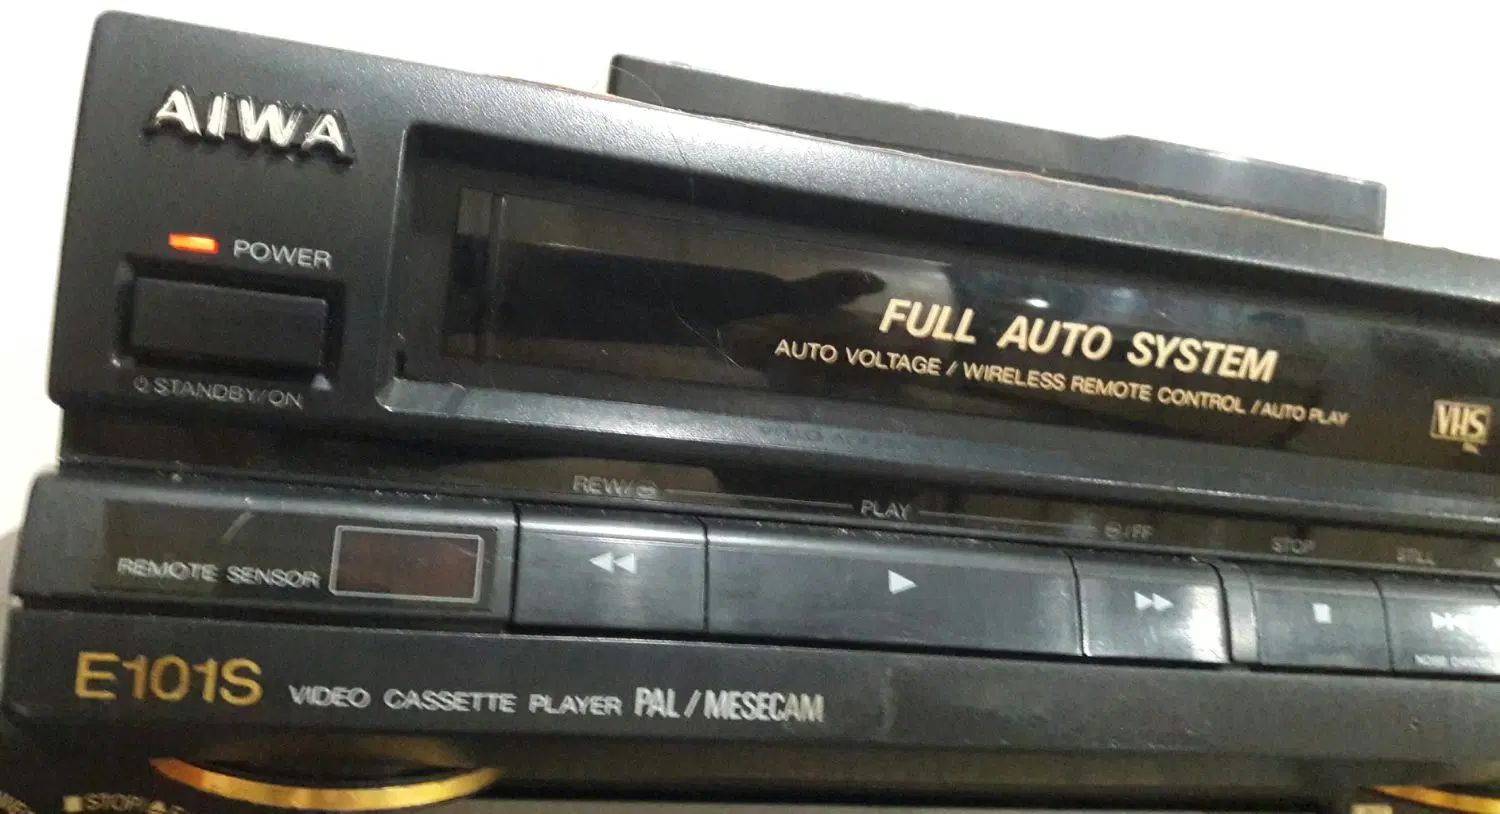 AIWA
POWER
STANDBY/ON
FULL AUTO SYSTEM
AUTO VOLTAGE / WIRELESS REMOTE CONTROL / AUTO PLAY
VHS
REW/
PLAY
/FF
STOP
STILL
REMOTE SENSOR
E101S VIDEO CASSETTE PLAYER PAL/MESECAM
STOP/